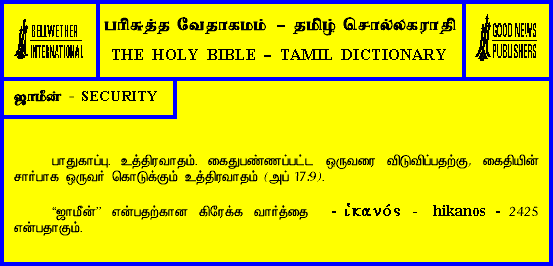 BELLWETHER
INTERNATIONAL
பரிசுத்த வேதாகமம் – தமிழ் சொல்லகராதி
THE HOLY BIBLE – TAMIL DICTIONARY
GOOD NEWS
PUBLISHERS
ஜாமீன் - SECURITY
பாதுகாப்பு. உத்திரவாதம். கைதுபண்ணப்பட்ட ஒருவரை விடுவிப்பதற்கு, கைதியின்
சார்பாக ஒருவர் கொடுக்கும் உத்திரவாதம் (அப் 17:9).
“ஜாமீன்” என்பதற்கான கிரேக்க வார்த்தை - ἱκανός - hikanos - 2425
என்பதாகும்.